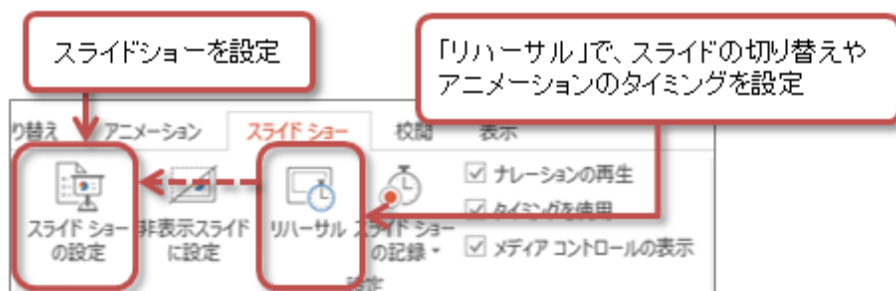 スライドショーを設定
「リハーサル」で、スライドの切り替えや
アニメーションのタイミングを設定
り替え アニメーション スライド ショー 校閲 表示
スライド ショー
の設定
非表示スライド
に設定
リハーサル
スライド ショー
の記録
ナレーションの再生
タイミングを使用
メディア コントロールの表示
設定